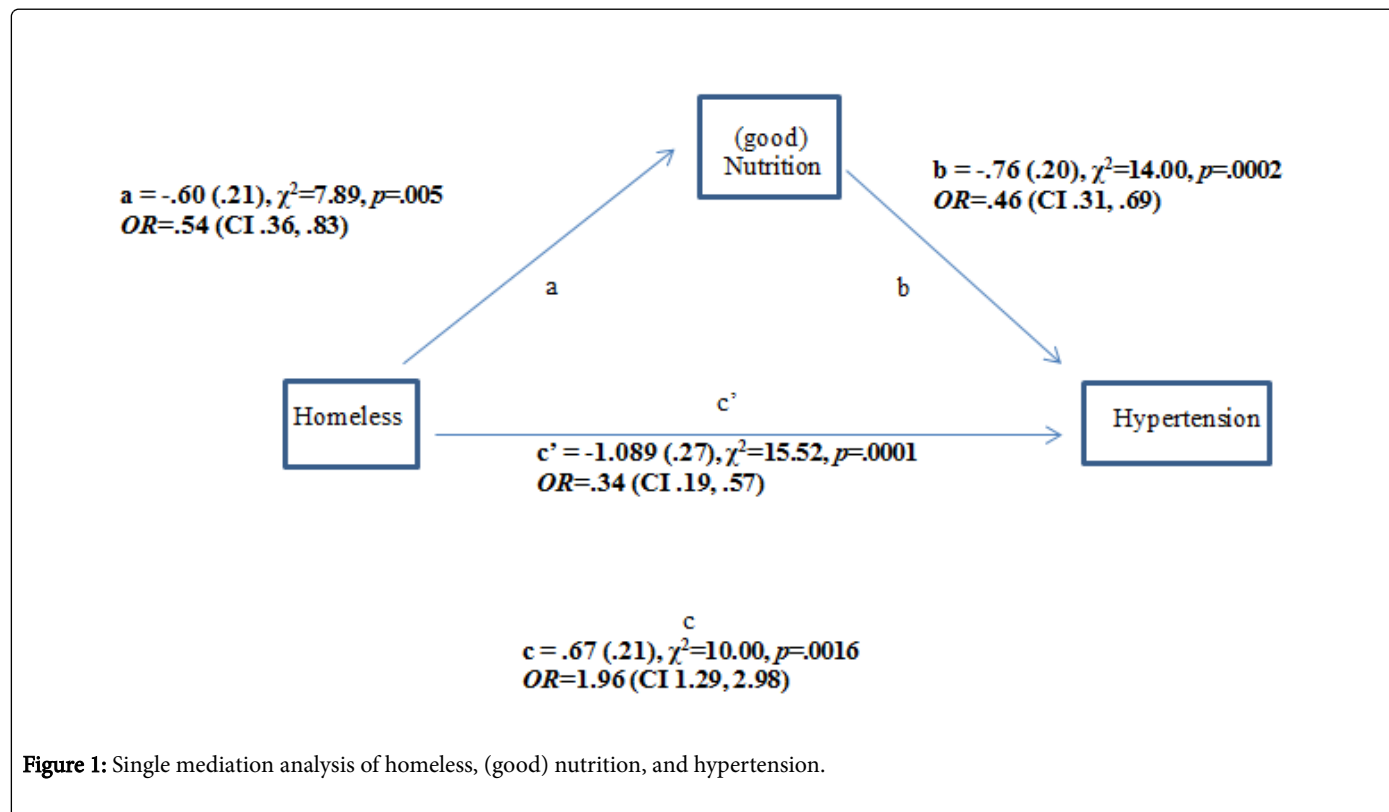 (good)
Nutrition
a = -.60 (.21), χ²=7.89, p=.005
OR=.54 (CI .36, .83)
b = -.76 (.20), χ²=14.00, p=.0002
OR=.46 (CI .31, .69)
a
b
Homeless
c’
Hypertension
c’ = -1.089 (.27), χ²=15.52, p=.0001
OR=.34 (CI .19, .57)
c
c = .67 (.21), χ²=10.00, p=.0016
OR=1.96 (CI 1.29, 2.98)
Figure 1: Single mediation analysis of homeless, (good) nutrition, and hypertension.